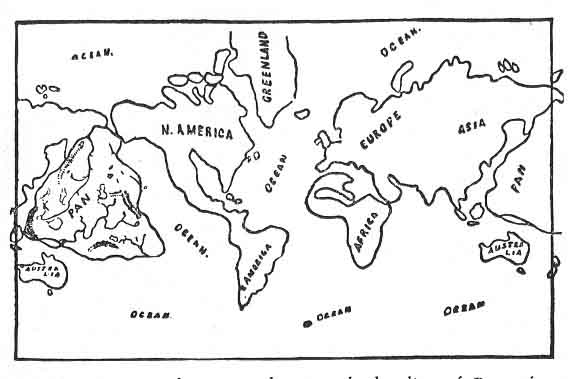 OCEAN.
OCEAN.
GREENLAND
N. AMERICA
EUROPE
ASIA
OCEAN
PAN
PAN
OCEAN.
AFRICA
S AMERICA
AUSTRA
LIA
AUSTRA
LIA
OCEAN.
OCEAN
OCEAN